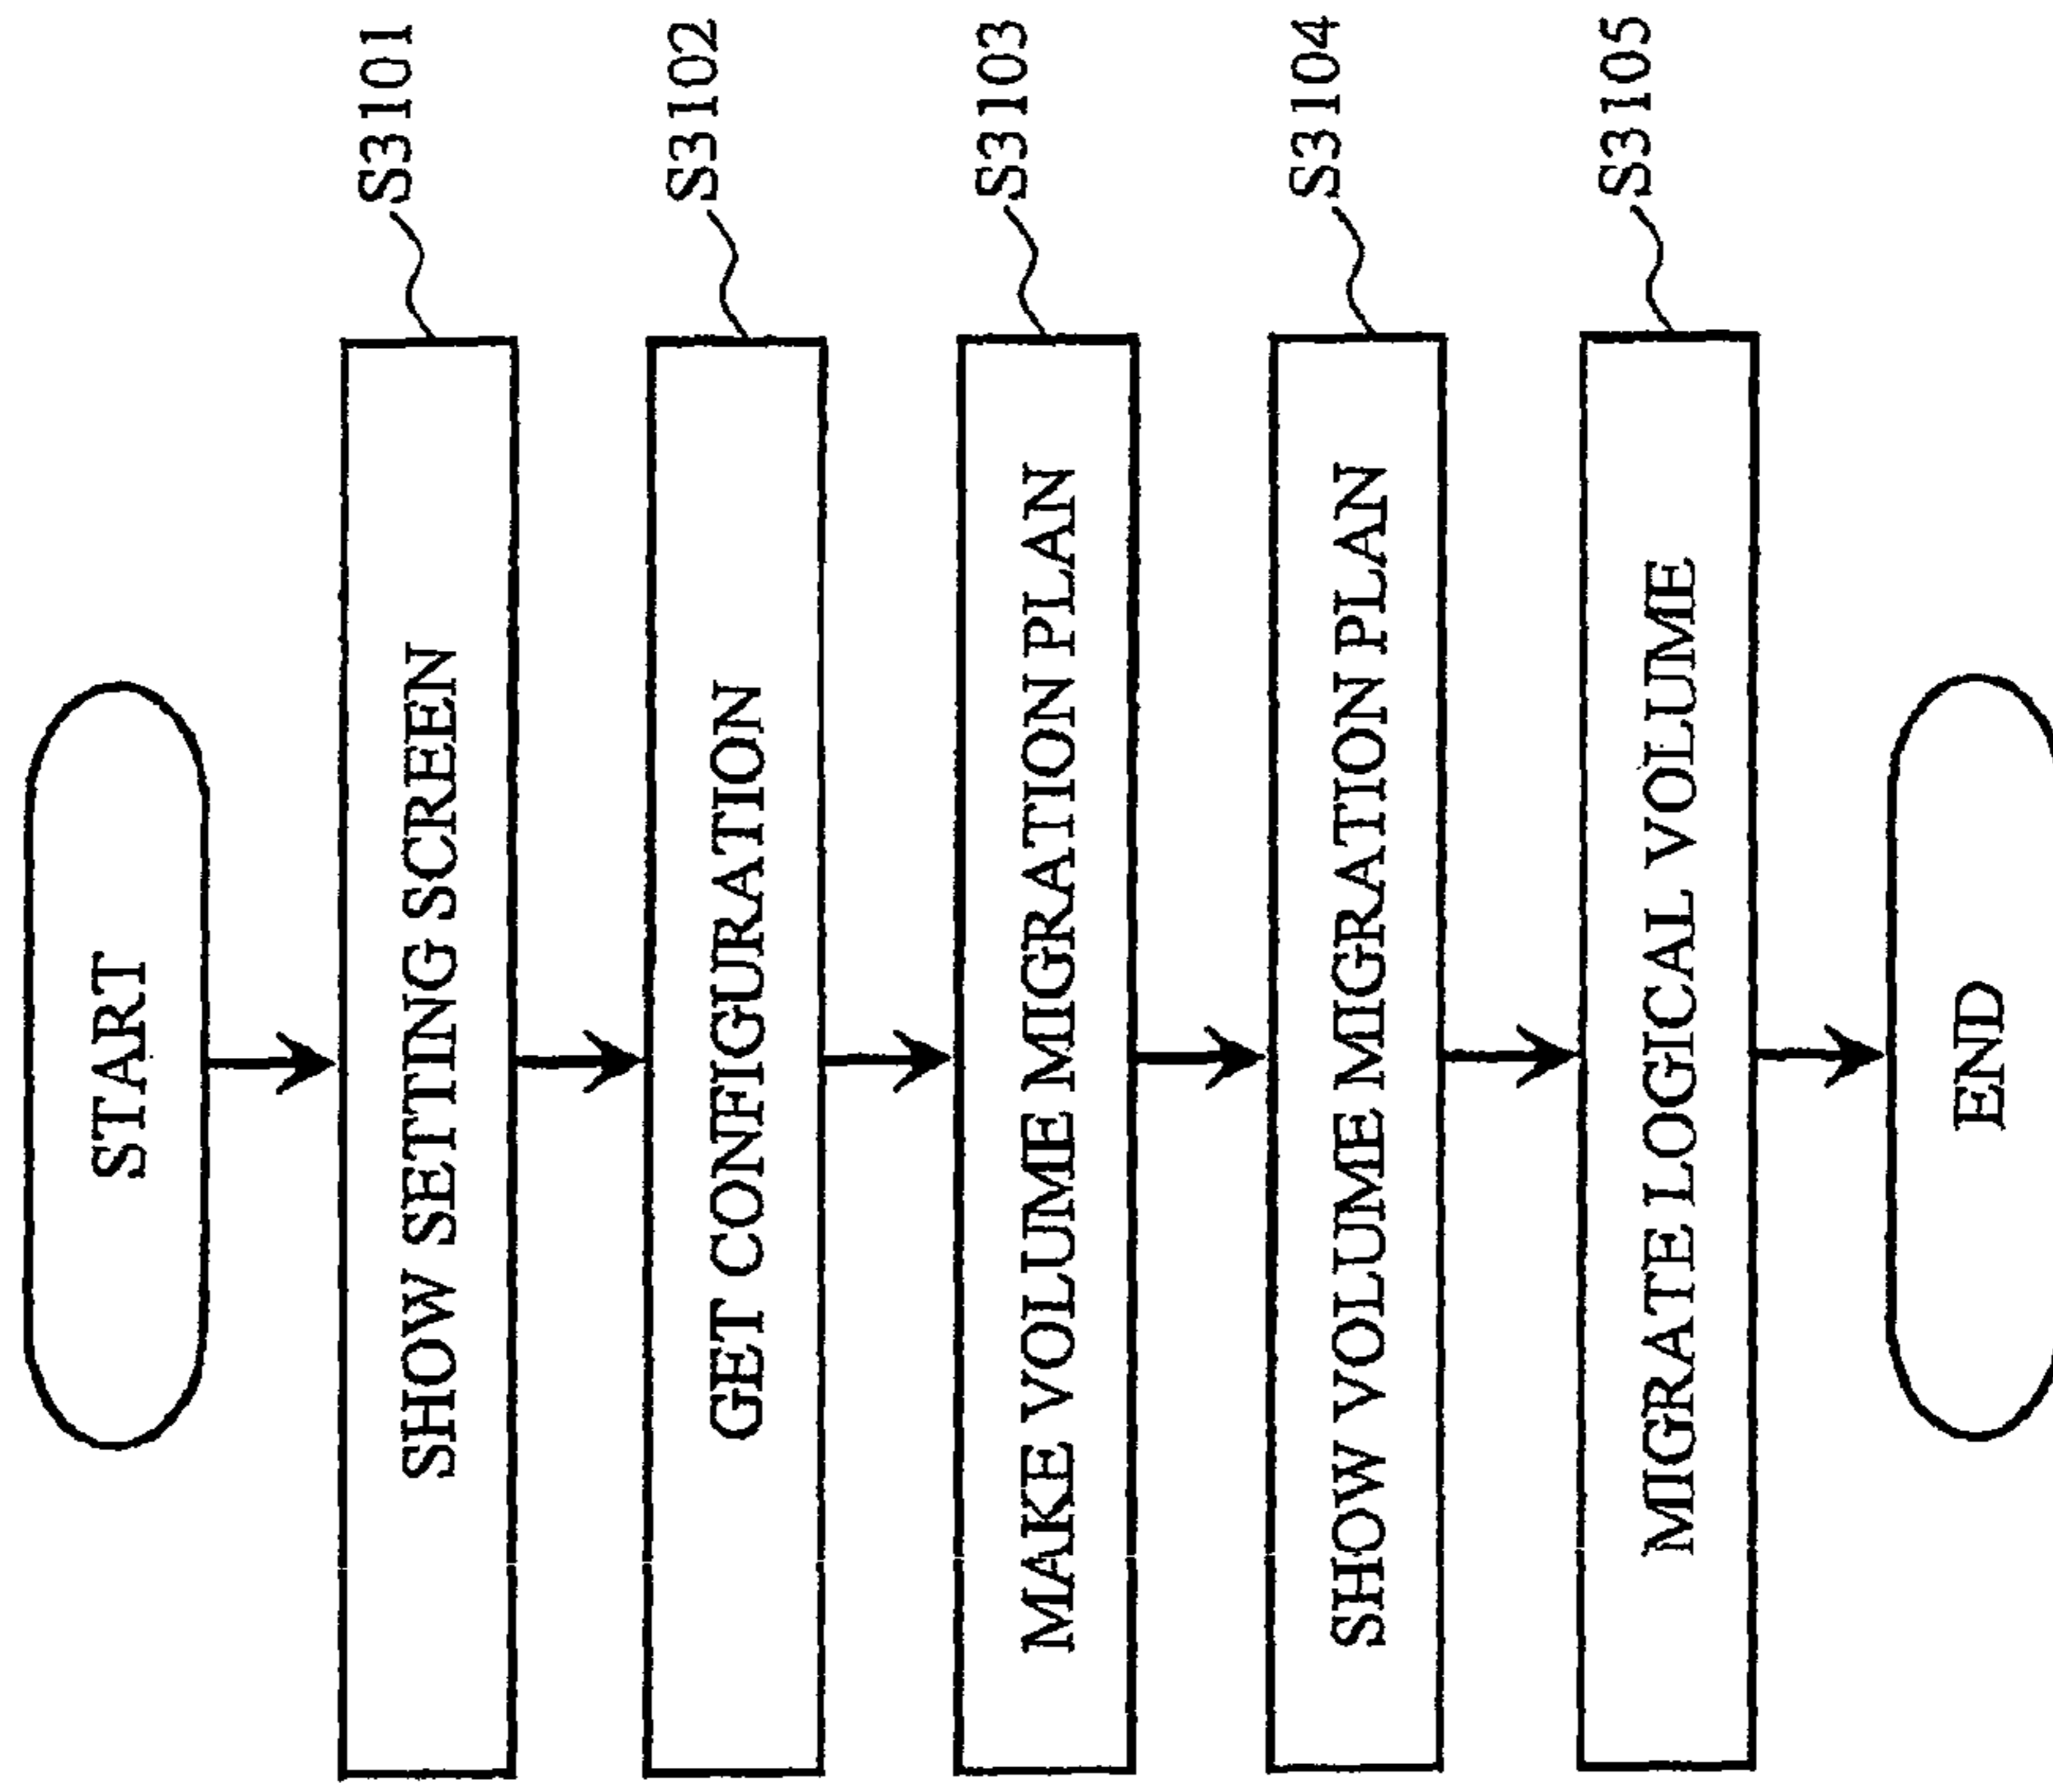 START
SHOW SETTING SCREEN
S3101
GET CONFIGURATION
S3102
MAKE VOLUME MIGRATION PLAN
S3103
SHOW VOLUME MIGRATION PLAN
S3104
MIGRATE LOGICAL VOLUME
S3105
END